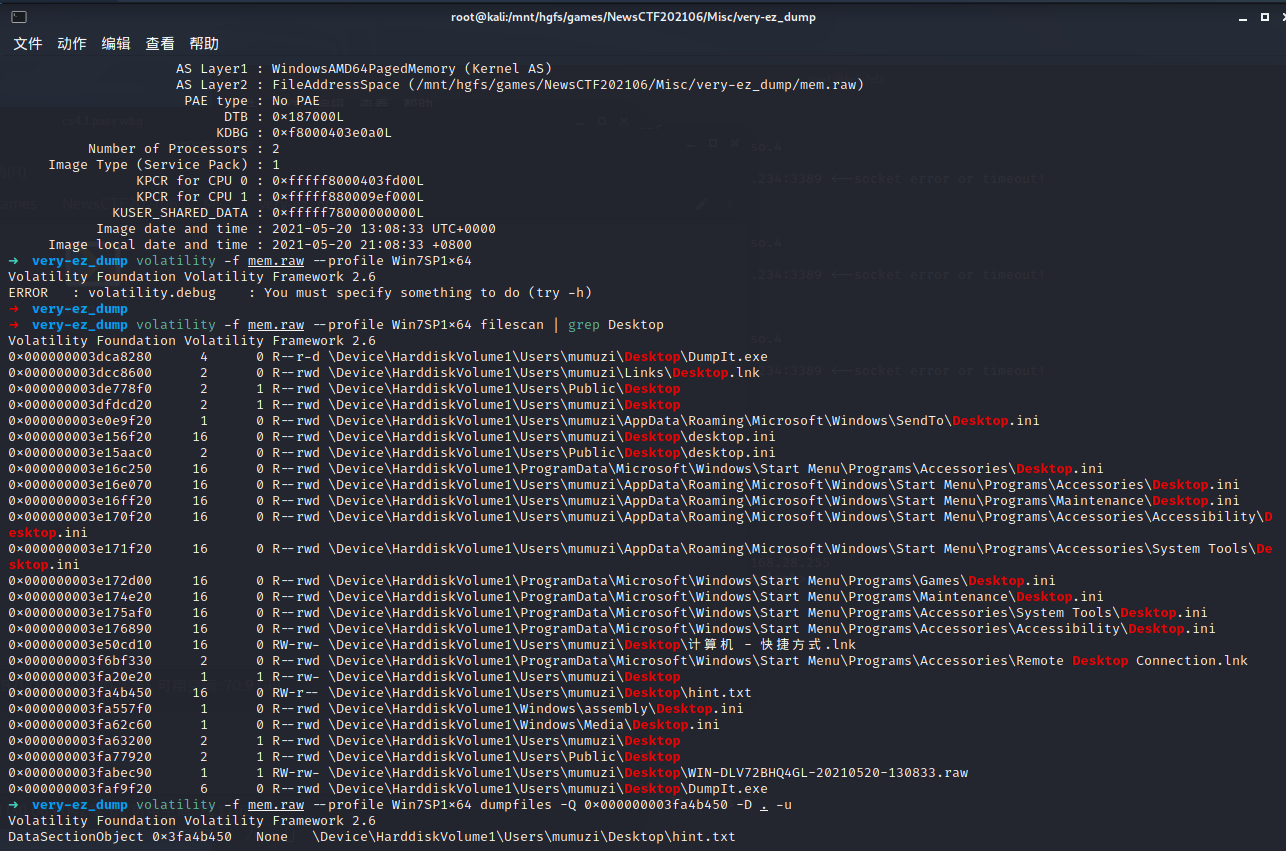 root@kali:/mnt/hgfs/games/NewsCTF202106/Misc/very-ez_dump
文件 动作 编辑 查看 帮助
AS Layer1 : WindowsAMD64PagedMemory (Kernel AS)
AS Layer2 : FileAddressSpace (/mnt/hgfs/games/NewsCTF202106/Misc/very-ez_dump/mem.raw)
PAE type : No PAE
DTB : 0×187000L
KDBG : 0×f8000403e0a0L
Number of Processors : 2
Image Type (Service Pack) : 1
KPCR for CPU 0 : 0×fffff8000403fd00L
KPCR for CPU 1 : 0×fffff880009ef000L
KUSER_SHARED_DATA : 0×fffff78000000000L
Image date and time : 2021-05-20 13:08:33 UTC+0000
Image local date and time : 2021-05-20 21:08:33 +0800
→ very-ez_dump volatility -f mem.raw --profile Win7SP1×64
Volatility Foundation Volatility Framework 2.6
ERROR : volatility.debug : You must specify something to do (try -h)
→ very-ez_dump
→ very-ez_dump volatility -f mem.raw --profile Win7SP1×64 filescan | grep Desktop
Volatility Foundation Volatility Framework 2.6
0×000000003dca8280 4 0 R--r-d \Device\HarddiskVolume1\Users\mumuzi\Desktop\DumpIt.exe
0×000000003dcc8600 2 0 R--rwd \Device\HarddiskVolume1\Users\mumuzi\Links\Desktop.lnk
0×000000003de778f0 2 1 R--rwd \Device\HarddiskVolume1\Users\Public\Desktop
0×000000003dfdcd20 2 1 R--rwd \Device\HarddiskVolume1\Users\mumuzi\Desktop
0×000000003e0e9f20 1 0 R--rwd \Device\HarddiskVolume1\Users\mumuzi\AppData\Roaming\Microsoft\Windows\SendTo\Desktop.ini
0×000000003e156f20 16 0 R--rwd \Device\HarddiskVolume1\Users\mumuzi\Desktop\desktop.ini
0×000000003e15aac0 2 0 R--rwd \Device\HarddiskVolume1\Users\Public\Desktop\desktop.ini
0×000000003e16c250 16 0 R--rwd \Device\HarddiskVolume1\ProgramData\Microsoft\Windows\Start Menu\Programs\Accessories\Desktop.ini
0×000000003e16e070 16 0 R--rwd \Device\HarddiskVolume1\Users\mumuzi\AppData\Roaming\Microsoft\Windows\Start Menu\Programs\Accessories\Desktop.ini
0×000000003e16ff20 16 0 R--rwd \Device\HarddiskVolume1\Users\mumuzi\AppData\Roaming\Microsoft\Windows\Start Menu\Programs\Maintenance\Desktop.ini
0×000000003e170f20 16 0 R--rwd \Device\HarddiskVolume1\Users\mumuzi\AppData\Roaming\Microsoft\Windows\Start Menu\Programs\Accessories\Accessibility\D
esktop.ini
0×000000003e171f20 16 0 R--rwd \Device\HarddiskVolume1\Users\mumuzi\AppData\Roaming\Microsoft\Windows\Start Menu\Programs\Accessories\System Tools\De
sktop.ini
0×000000003e172d00 16 0 R--rwd \Device\HarddiskVolume1\ProgramData\Microsoft\Windows\Start Menu\Programs\Games\Desktop.ini
0×000000003e174e20 16 0 R--rwd \Device\HarddiskVolume1\ProgramData\Microsoft\Windows\Start Menu\Programs\Maintenance\Desktop.ini
0×000000003e175af0 16 0 R--rwd \Device\HarddiskVolume1\ProgramData\Microsoft\Windows\Start Menu\Programs\Accessories\System Tools\Desktop.ini
0×000000003e176890 16 0 R--rwd \Device\HarddiskVolume1\ProgramData\Microsoft\Windows\Start Menu\Programs\Accessories\Accessibility\Desktop.ini
0×000000003e50cd10 16 0 RW-rw- \Device\HarddiskVolume1\Users\mumuzi\Desktop\计算机 - 快捷方式.lnk
0×000000003f6bf330 2 0 R--rwd \Device\HarddiskVolume1\ProgramData\Microsoft\Windows\Start Menu\Programs\Accessories\Remote Desktop Connection.lnk
0×000000003fa20e20 1 1 R--rw- \Device\HarddiskVolume1\Users\mumuzi\Desktop
0×000000003fa4b450 16 0 RW-r-- \Device\HarddiskVolume1\Users\mumuzi\Desktop\hint.txt
0×000000003fa557f0 1 0 R--rwd \Device\HarddiskVolume1\Windows\assembly\Desktop.ini
0×000000003fa62c60 1 0 R--rwd \Device\HarddiskVolume1\Windows\Media\Desktop.ini
0×000000003fa63200 2 1 R--rwd \Device\HarddiskVolume1\Users\mumuzi\Desktop
0×000000003fa77920 2 1 R--rwd \Device\HarddiskVolume1\Users\Public\Desktop
0×000000003fabec90 1 1 RW-rw- \Device\HarddiskVolume1\Users\mumuzi\Desktop\WIN-DLV72BHQ4GL-20210520-130833.raw
0×000000003faf9f20 6 0 R--rwd \Device\HarddiskVolume1\Users\mumuzi\Desktop\DumpIt.exe
→ very-ez_dump volatility -f mem.raw --profile Win7SP1×64 dumpfiles -Q 0×000000003fa4b450 -D . -u
Volatility Foundation Volatility Framework 2.6
DataSectionObject 0×3fa4b450 None \Device\HarddiskVolume1\Users\mumuzi\Desktop\hint.txt